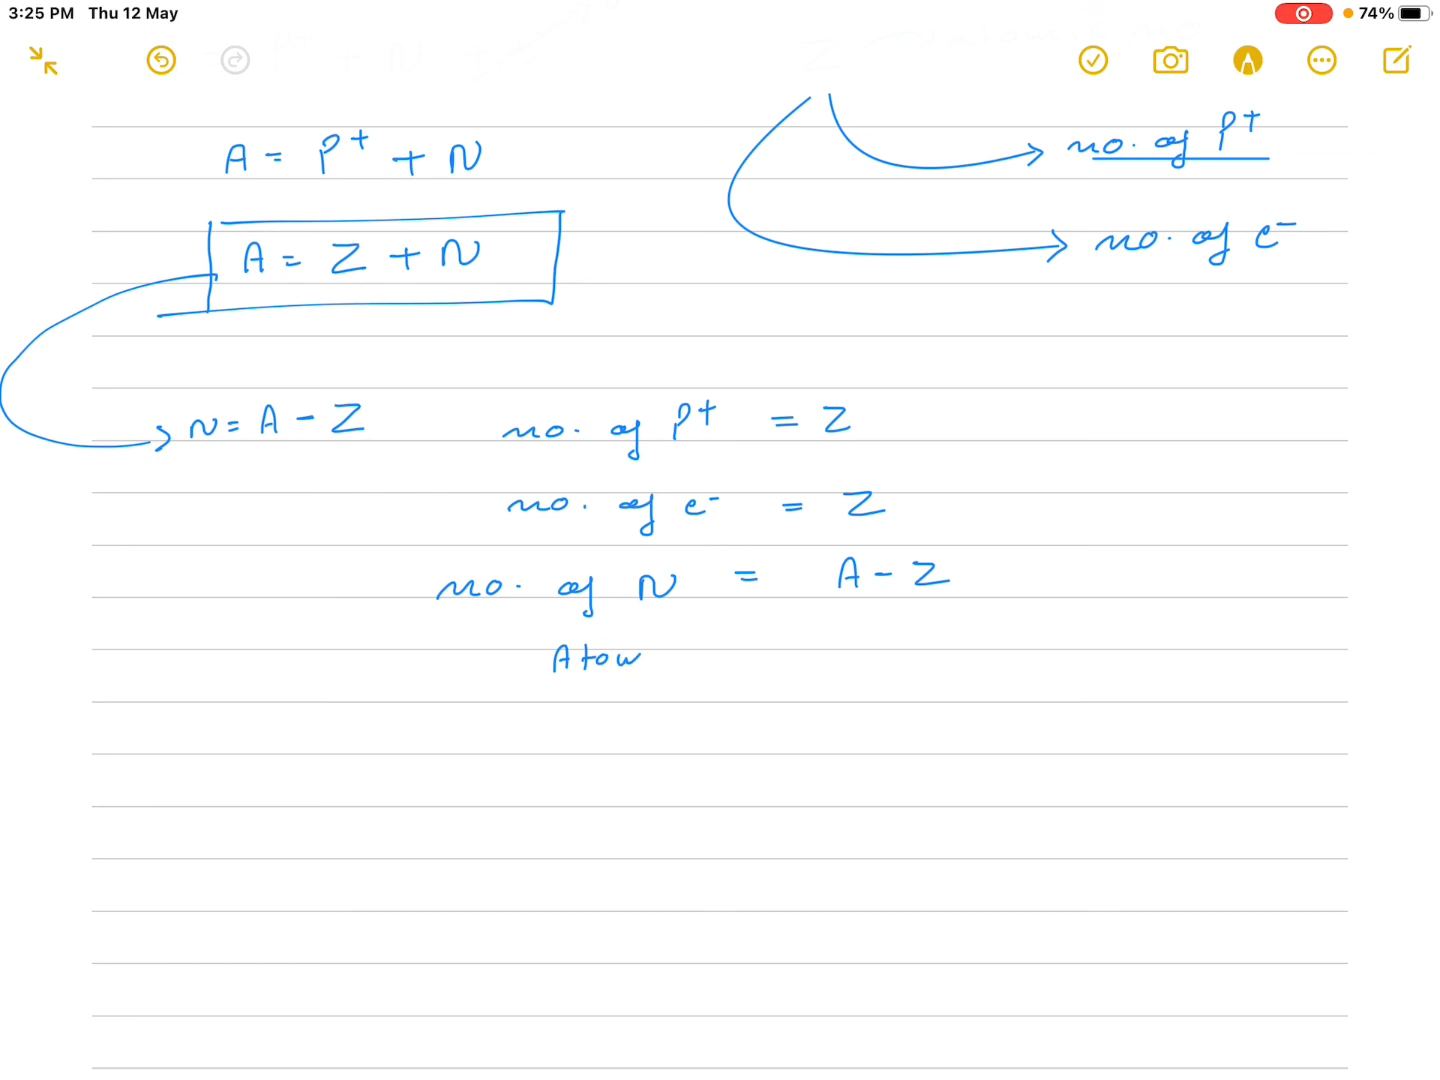 3:25 PM Thu 12 May 74%
A = P+ + N
no. of P+
A = Z + N
no. of e-
N = A - Z
no. of P+ = Z
no. of e- = Z
no. of N = A - Z
Atom